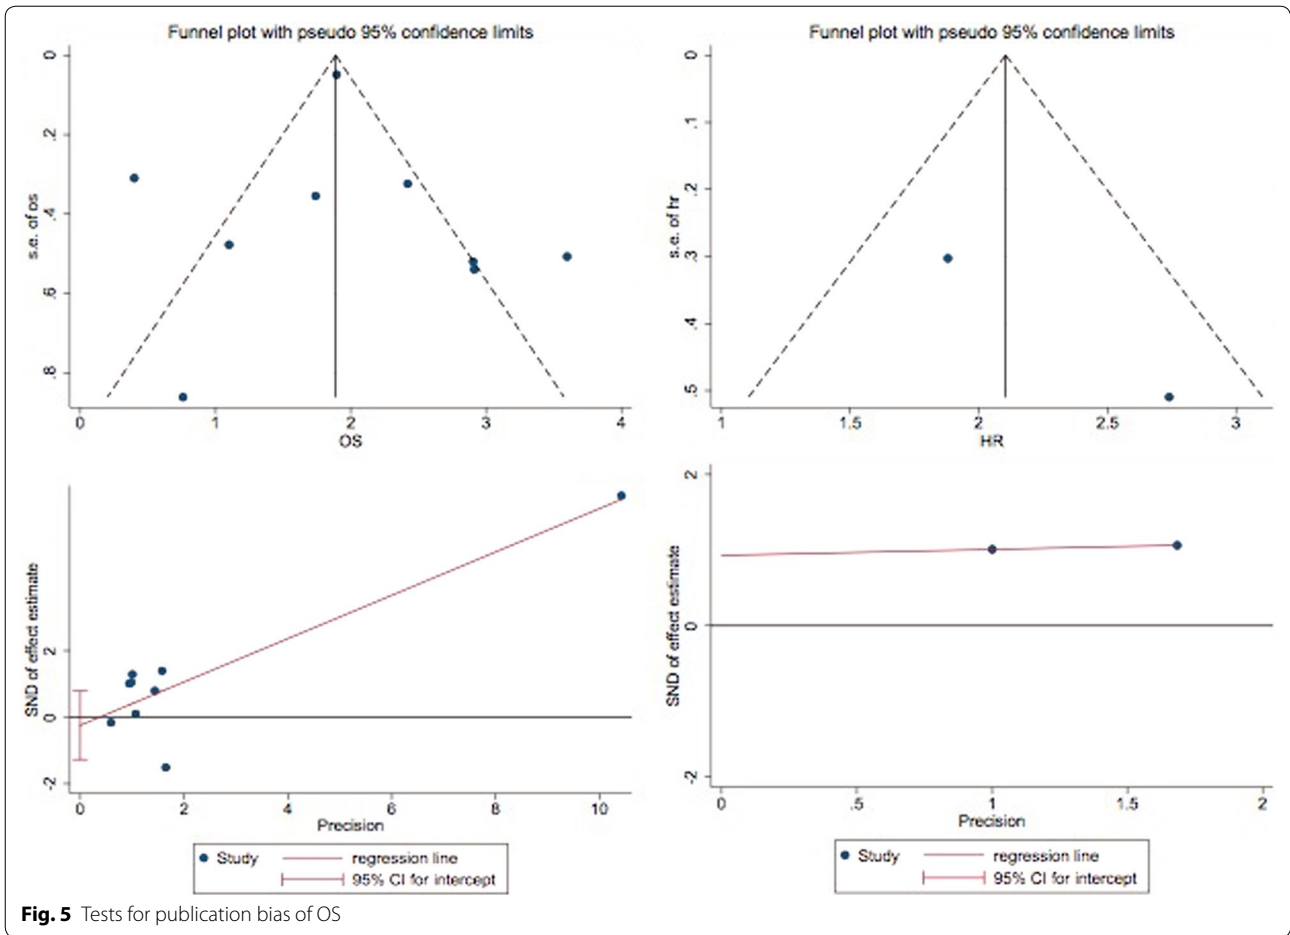 Funnel plot with pseudo 95% confidence limits
0
.2
.4
.6
.8
s.e. of os
0 1 2 3 4
OS
Funnel plot with pseudo 95% confidence limits
0
.1
.2
.3
.4
.5
s.e. of hr
1 1.5 2 2.5 3
HR
2
0
-2
SND of effect estimate
0 2 4 6 8 10
Precision
Study regression line
95% CI for intercept
2
0
-2
SND of effect estimate
0 .5 1 1.5 2
Precision
Study regression line
95% CI for intercept
Fig. 5 Tests for publication bias of OS